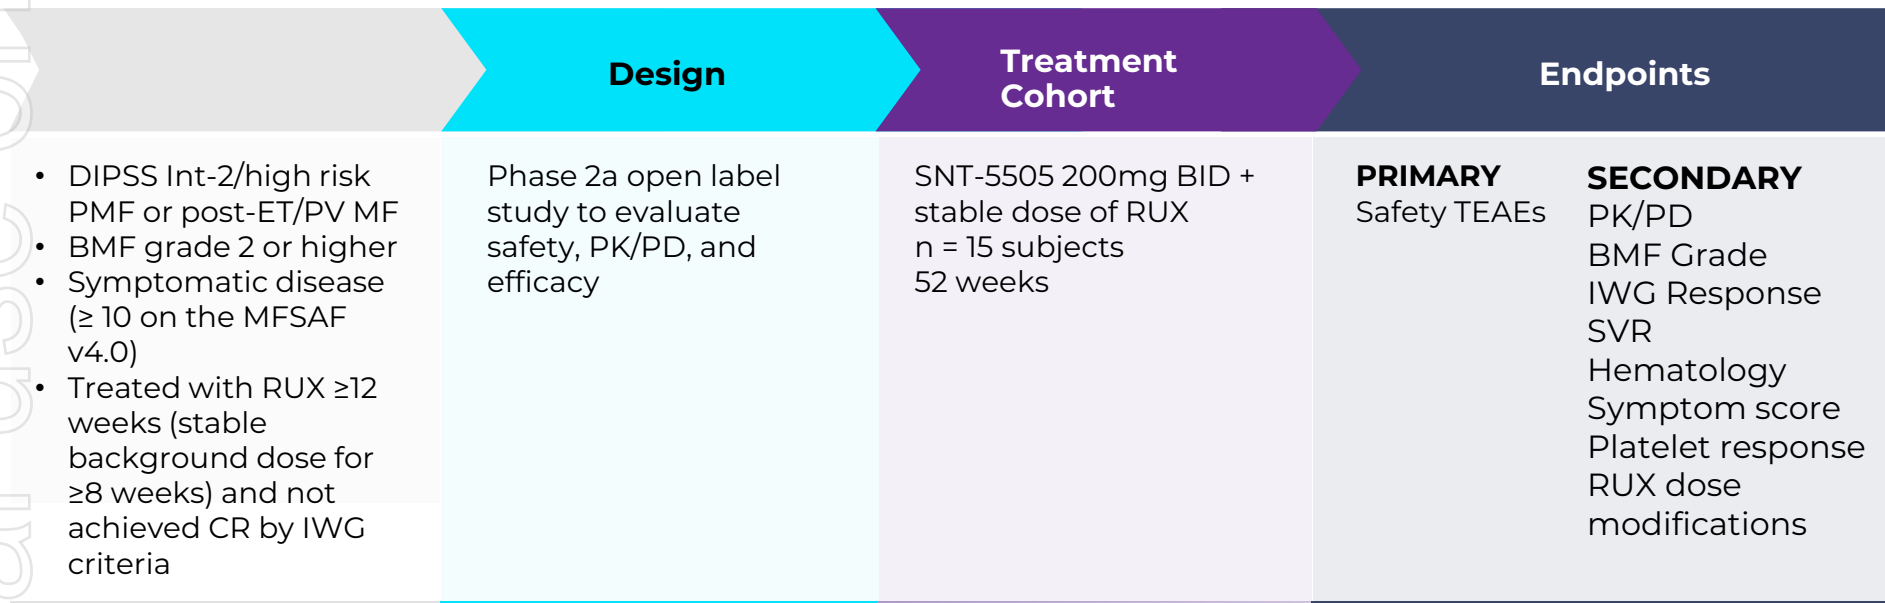 Design
Treatment
Cohort
Endpoints
• DIPSS Int-2/high risk
PMF or post-ET/PV MF
• BMF grade 2 or higher
• Symptomatic disease
(≥ 10 on the MFSAF
v4.0)
• Treated with RUX ≥12
weeks (stable
background dose for
≥8 weeks) and not
achieved CR by IWG
criteria
Phase 2a open label
study to evaluate
safety, PK/PD, and
efficacy
SNT-5505 200mg BID +
stable dose of RUX
n = 15 subjects
52 weeks
PRIMARY
Safety TEAEs
SECONDARY
PK/PD
BMF Grade
IWG Response
SVR
Hematology
Symptom score
Platelet response
RUX dose
modifications